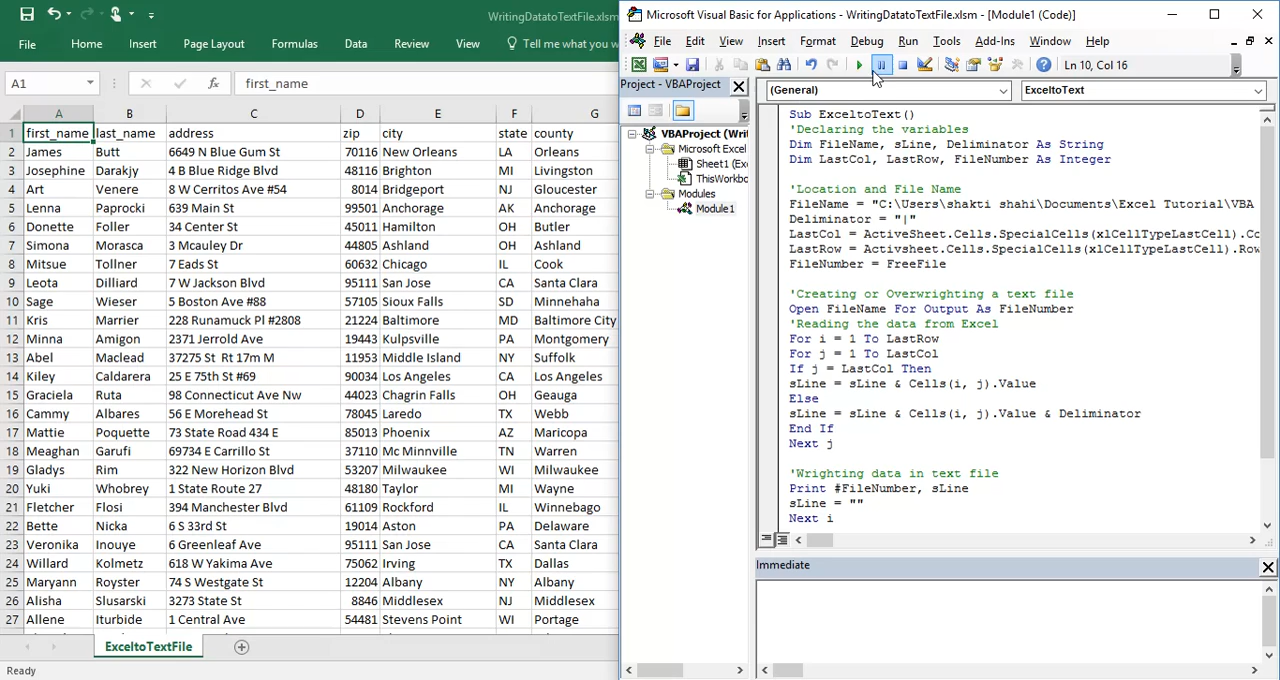 WritingDatatoTextFile.xlsm
File Home Insert Page Layout Formulas Data Review View Tell me what you
A1 first_name
A B C D E F G
1 first_name last_name address zip city state county
2 James Butt 6649 N Blue Gum St 70116 New Orleans LA Orleans
3 Josephine Darakjy 4 B Blue Ridge Blvd 48116 Brighton MI Livingston
4 Art Venere 8 W Cerritos Ave #54 8014 Bridgeport NJ Gloucester
5 Lenna Paprocki 639 Main St 99501 Anchorage AK Anchorage
6 Donette Foller 34 Center St 45011 Hamilton OH Butler
7 Simona Morasca 3 Mcauley Dr 44805 Ashland OH Ashland
8 Mitsue Tollner 7 Eads St 60632 Chicago IL Cook
9 Leota Dilliard 7 W Jackson Blvd 95111 San Jose CA Santa Clara
10 Sage Wieser 5 Boston Ave #88 57105 Sioux Falls SD Minnehaha
11 Kris Marrier 228 Runamuck Pl #2808 21224 Baltimore MD Baltimore City
12 Minna Amigon 2371 Jerrold Ave 19443 Kulpsville PA Montgomery
13 Abel Maclead 37275 St Rt 17m M 11953 Middle Island NY Suffolk
14 Kiley Caldarera 25 E 75th St #69 90034 Los Angeles CA Los Angeles
15 Graciela Ruta 98 Connecticut Ave Nw 44023 Chagrin Falls OH Geauga
16 Cammy Albares 56 E Morehead St 78045 Laredo TX Webb
17 Mattie Poquette 73 State Road 434 E 85013 Phoenix AZ Maricopa
18 Meaghan Garufi 69734 E Carrillo St 37110 Mc Minnville TN Warren
19 Gladys Rim 322 New Horizon Blvd 53207 Milwaukee WI Milwaukee
20 Yuki Whobrey 1 State Route 27 48180 Taylor MI Wayne
21 Fletcher Flosi 394 Manchester Blvd 61109 Rockford IL Winnebago
22 Bette Nicka 6 S 33rd St 19014 Aston PA Delaware
23 Veronika Inouye 6 Greenleaf Ave 95111 San Jose CA Santa Clara
24 Willard Kolmetz 618 W Yakima Ave 75062 Irving TX Dallas
25 Maryann Royster 74 S Westgate St 12204 Albany NY Albany
26 Alisha Slusarski 3273 State St 8846 Middlesex NJ Middlesex
27 Allene Iturbide 1 Central Ave 54481 Stevens Point WI Portage
ExceltoTextFile
Ready
Microsoft Visual Basic for Applications - WritingDatatoTextFile.xlsm - [Module1 (Code)]
File Edit View Insert Format Debug Run Tools Add-Ins Window Help
Ln 10, Col 16
Project - VBAProject
VBAProject (Wri
Microsoft Excel
Sheet1 (Ex
ThisWorkbo
Modules
Module1
(General) ExceltoText
Sub ExceltoText()
'Declaring the variables
Dim FileName, sLine, Deliminator As String
Dim LastCol, LastRow, FileNumber As Integer
'Location and File Name
FileName = "C:\Users\shakti shahi\Documents\Excel Tutorial\VBA
Deliminator = "|"
LastCol = ActiveSheet.Cells.SpecialCells(xlCellTypeLastCell).Co
LastRow = Activsheet.Cells.SpecialCells(xlCellTypeLastCell).Row
FileNumber = FreeFile
'Creating or Overwrighting a text file
Open FileName For Output As FileNumber
'Reading the data from Excel
For i = 1 To LastRow
For j = 1 To LastCol
If j = LastCol Then
sLine = sLine & Cells(i, j).Value
Else
sLine = sLine & Cells(i, j).Value & Deliminator
End If
Next j
'Wrighting data in text file
Print #FileNumber, sLine
sLine = ""
Next i
Immediate